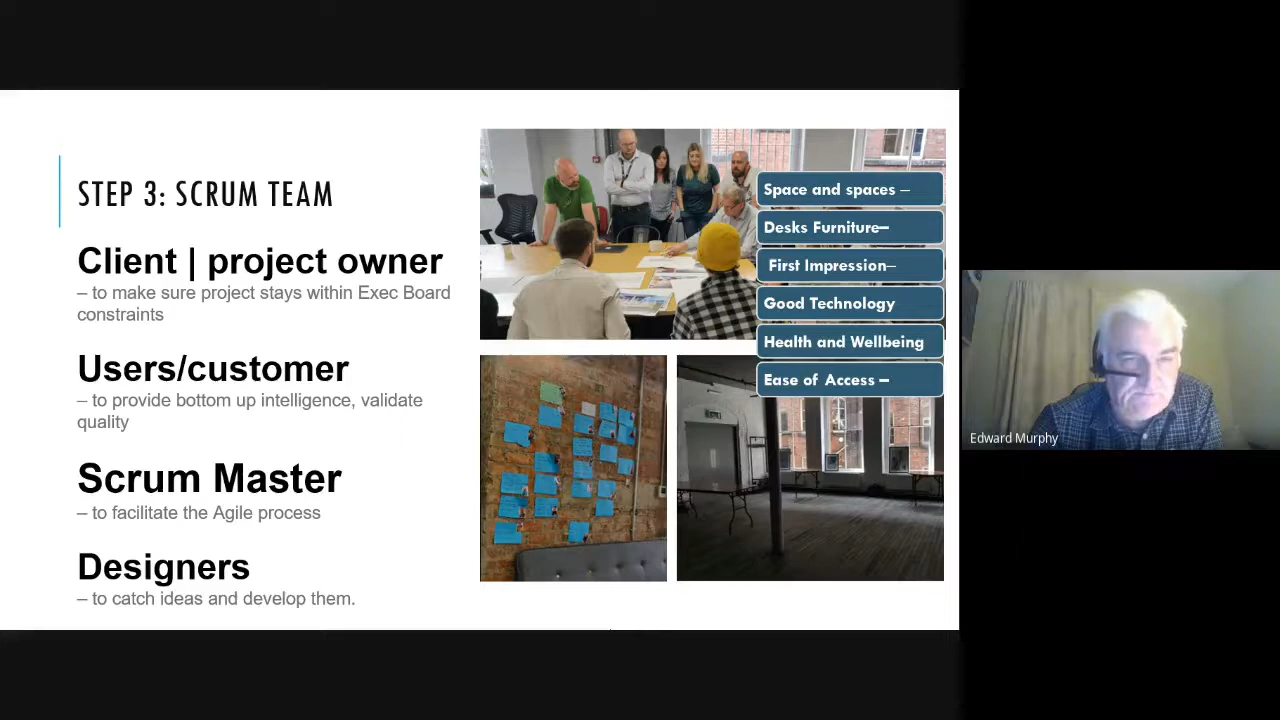 STEP 3: SCRUM TEAM
Client | project owner
– to make sure project stays within Exec Board
constraints
Users/customer
– to provide bottom up intelligence, validate
quality
Scrum Master
– to facilitate the Agile process
Designers
– to catch ideas and develop them.
Space and spaces –
Desks Furniture–
First Impression–
Good Technology
Health and Wellbeing
Ease of Access –
Edward Murphy